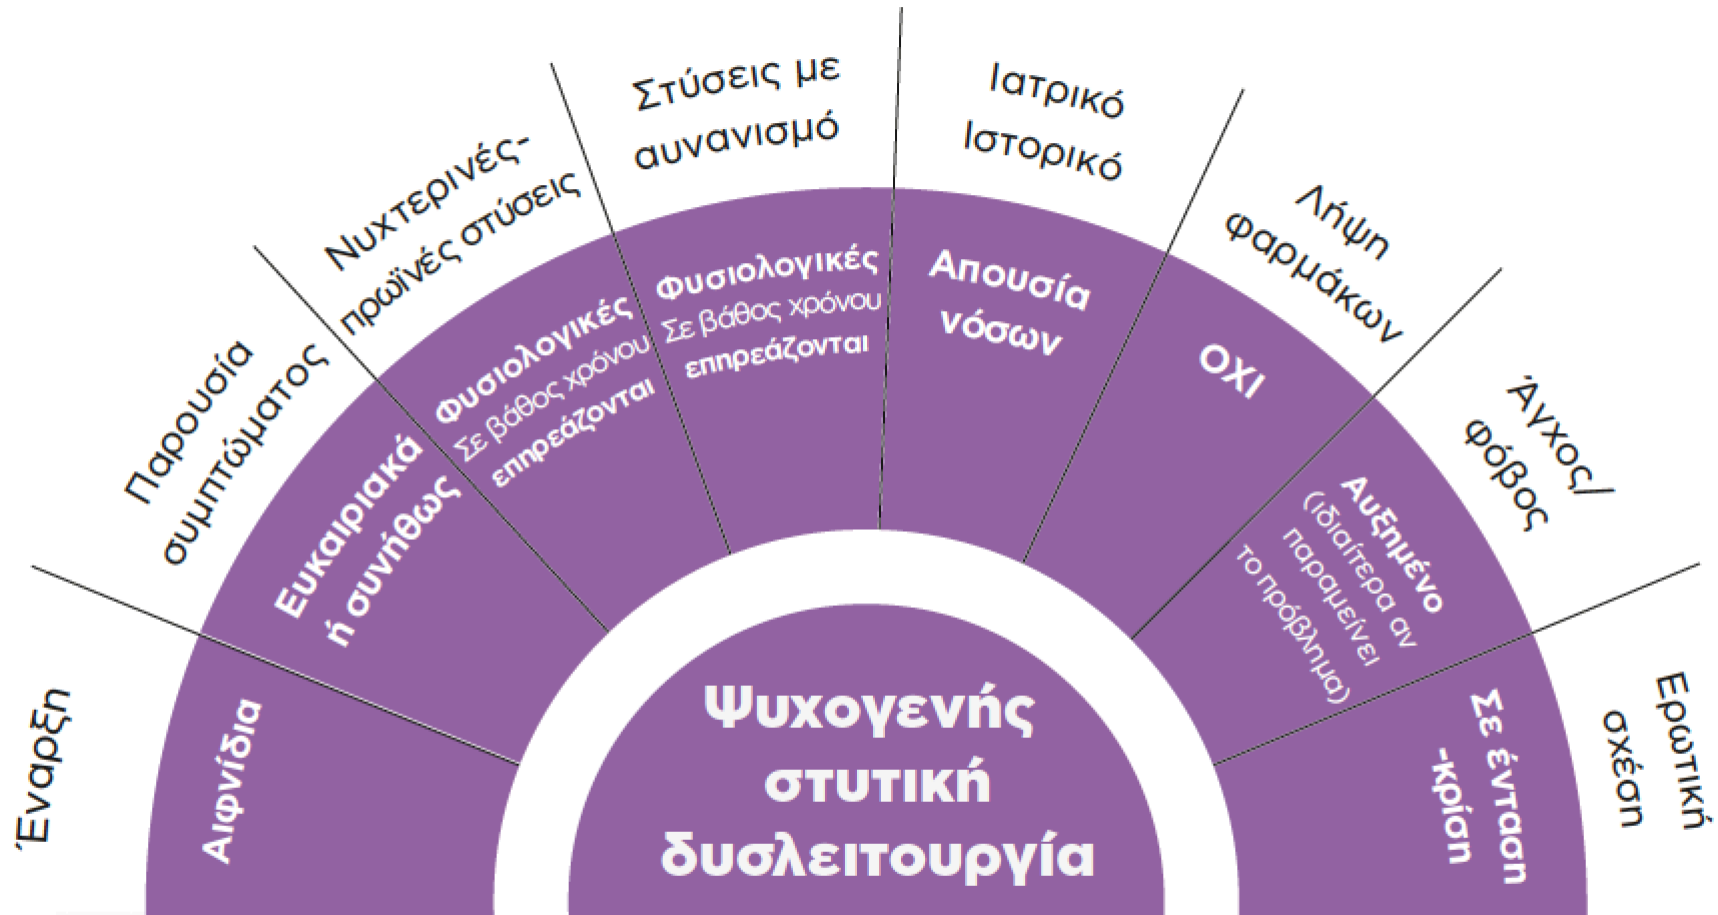 Έναρξη
Αιφνίδια
Παρουσία
συμπτώματος
Ευκαιριακά
ή συνήθως
Νυχτερινές-
πρωϊνές στύσεις
Φυσιολογικές
Σε βάθος χρόνου
επηρεάζονται
Στύσεις με
αυνανισμό
Φυσιολογικές
Σε βάθος χρόνου
επηρεάζονται
Ιατρικό
Ιστορικό
Απουσία
νόσων
Λήψη
φαρμάκων
ΟΧΙ
Άγχος/
φόβος
Αυξημένο
(ιδιαίτερα αν
παραμείνει
το πρόβλημα)
Ερωτική
σχέση
Σε ένταση
-κρίση
Ψυχογενής
στυτική
δυσλειτουργία